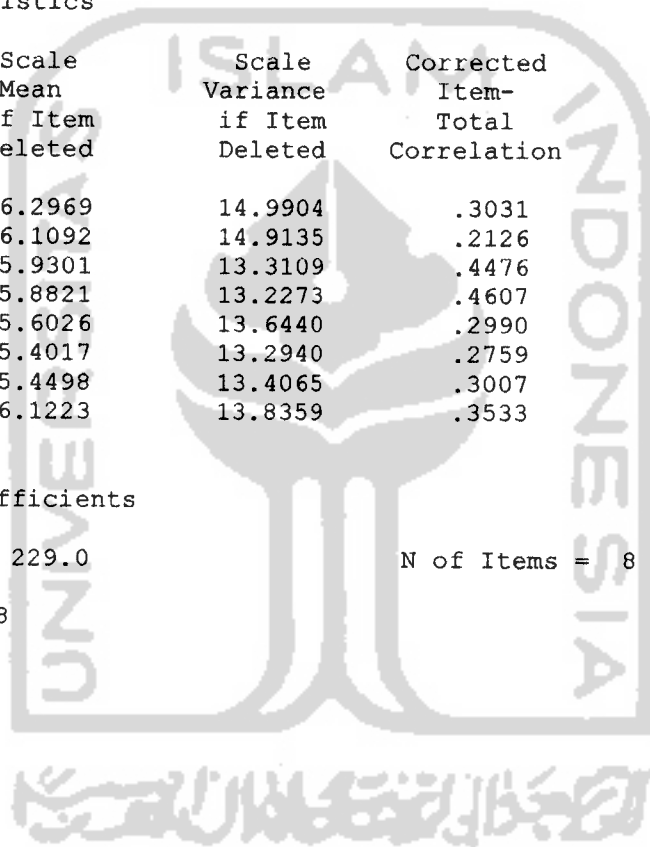 istics
Scale Scale Corrected
Mean Variance Item-
f Item if Item Total
eleted Deleted Correlation
6.2969 14.9904 .3031
6.1092 14.9135 .2126
5.9301 13.3109 .4476
5.8821 13.2273 .4607
5.6026 13.6440 .2990
5.4017 13.2940 .2759
5.4498 13.4065 .3007
6.1223 13.8359 .3533
fficients
229.0 N of Items = 8
8
ISLAM
UNIVERSITAS
INDONESIA